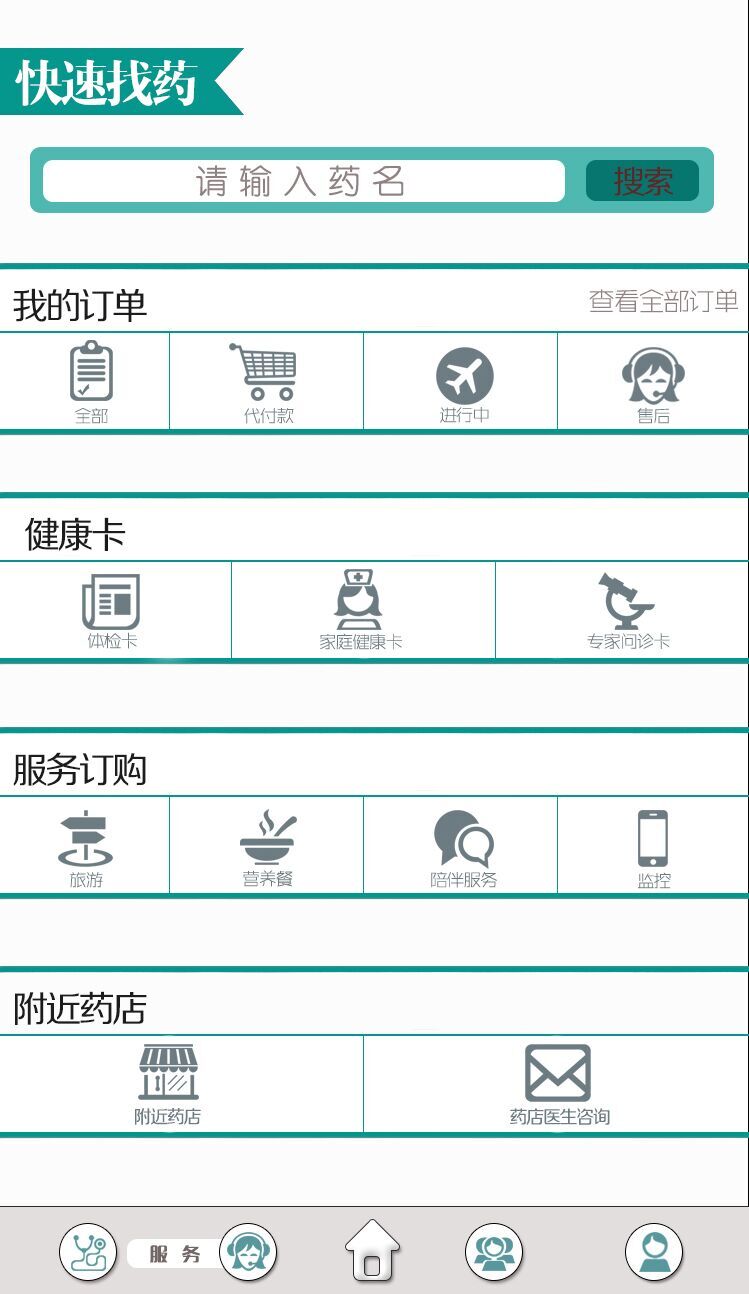 快速找药
请输入药名 搜索
我的订单 查看全部订单
全部 代付款 进行中 售后
健康卡
体检卡 家庭健康卡 专家问诊卡
服务订购
旅游 营养餐 陪伴服务 监控
附近药店
附近药店 药店医生咨询
服务